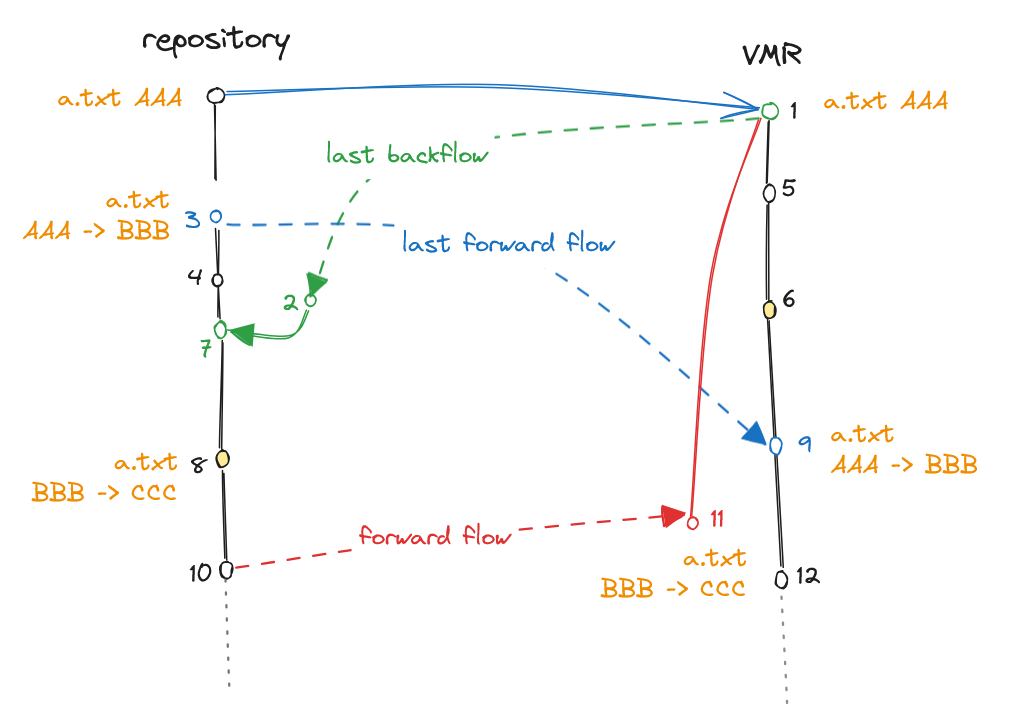 repository
VMR
a.txt AAA
1
a.txt AAA
last backflow
5
a.txt
AAA -> BBB
3
last forward flow
4
2
6
7
9
a.txt
AAA -> BBB
a.txt
BBB -> CCC
8
11
forward flow
10
a.txt
BBB -> CCC
12